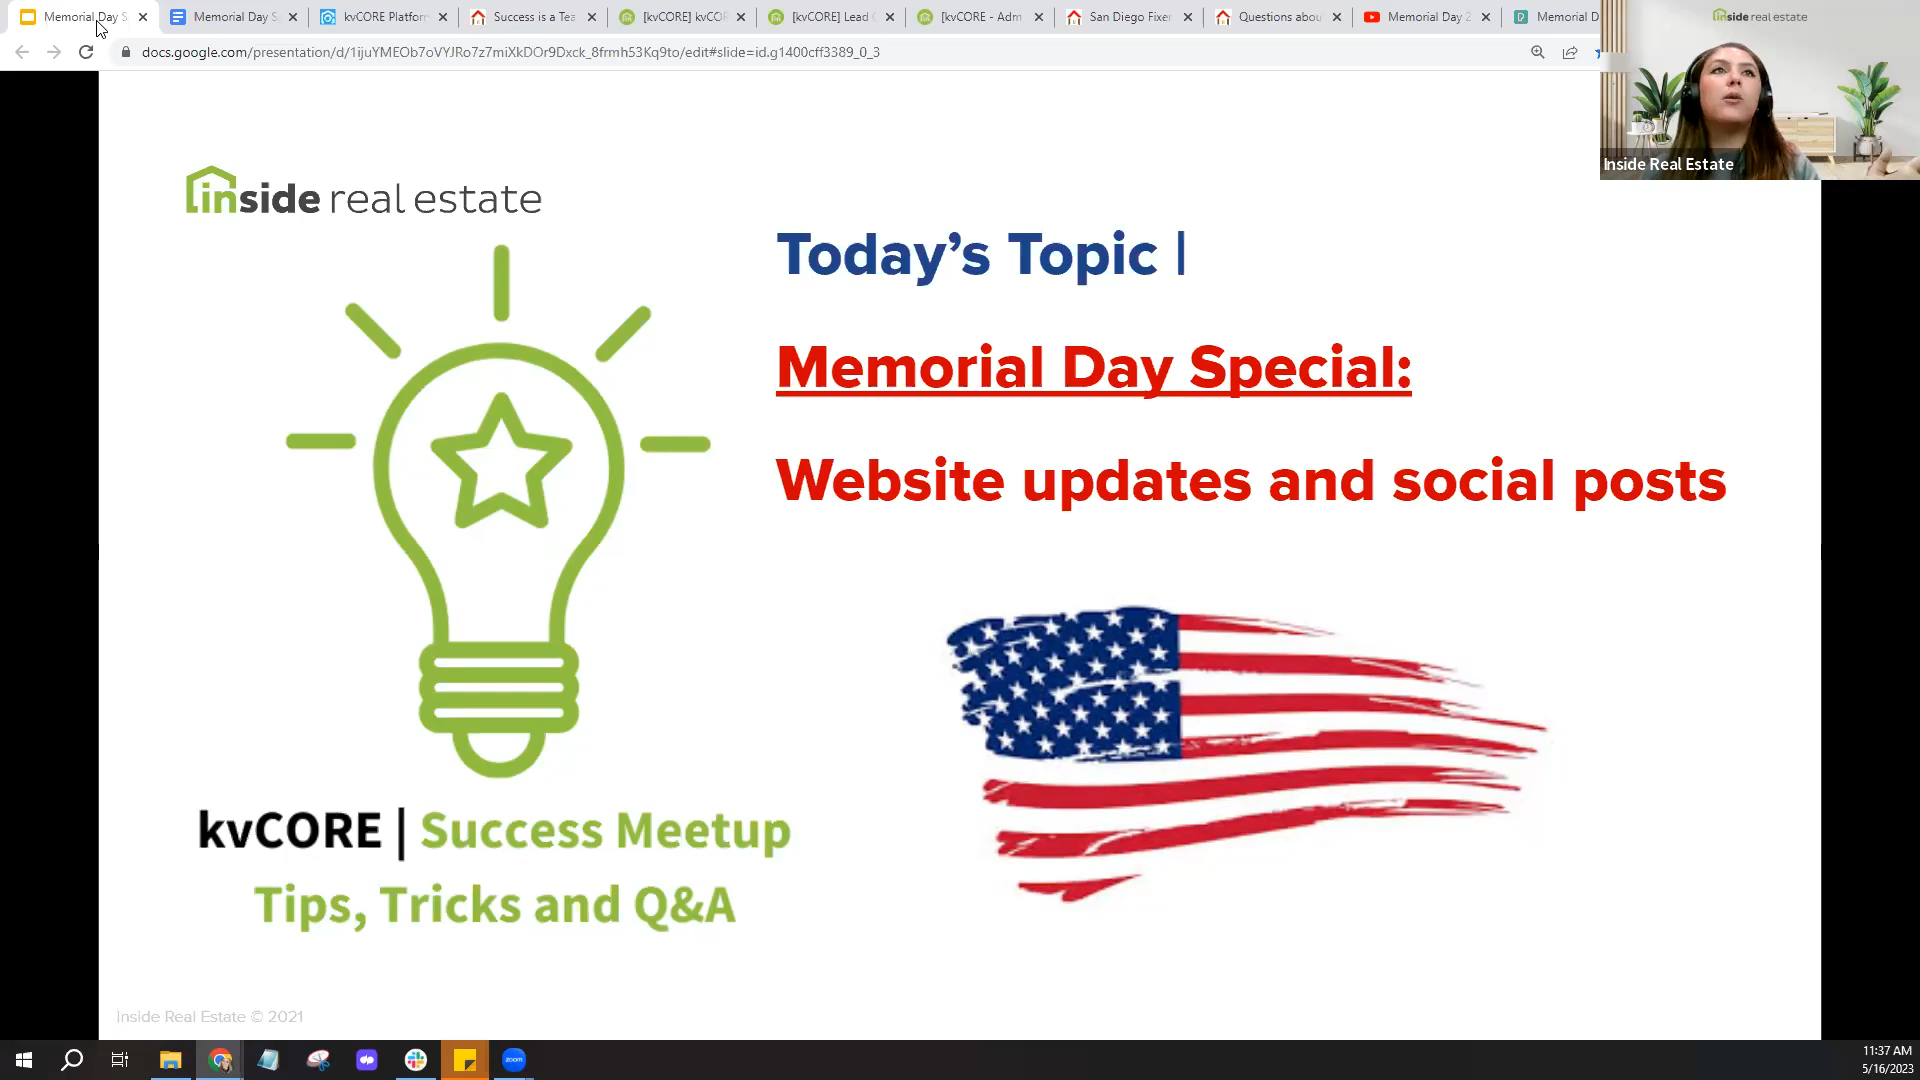 Memorial Day S
Memorial Day S
kvCORE Platform
Success is a Tea
[kvCORE] kvCOR
[kvCORE] Lead
[kvCORE - Adm
San Diego Fixer
Questions abou
Memorial Day 2
Memorial D
docs.google.com/presentation/d/1ijuYMEOb7oVYJRo7z7miXkDOr9Dxck_8frmh53Kq9to/edit#slide=id.g1400cff3389_0_3
inside real estate
Inside Real Estate
inside real estate
Today’s Topic |
Memorial Day Special:
Website updates and social posts
kvCORE | Success Meetup
Tips, Tricks and Q&A
Inside Real Estate © 2021
zoom
11:37 AM
5/16/2023